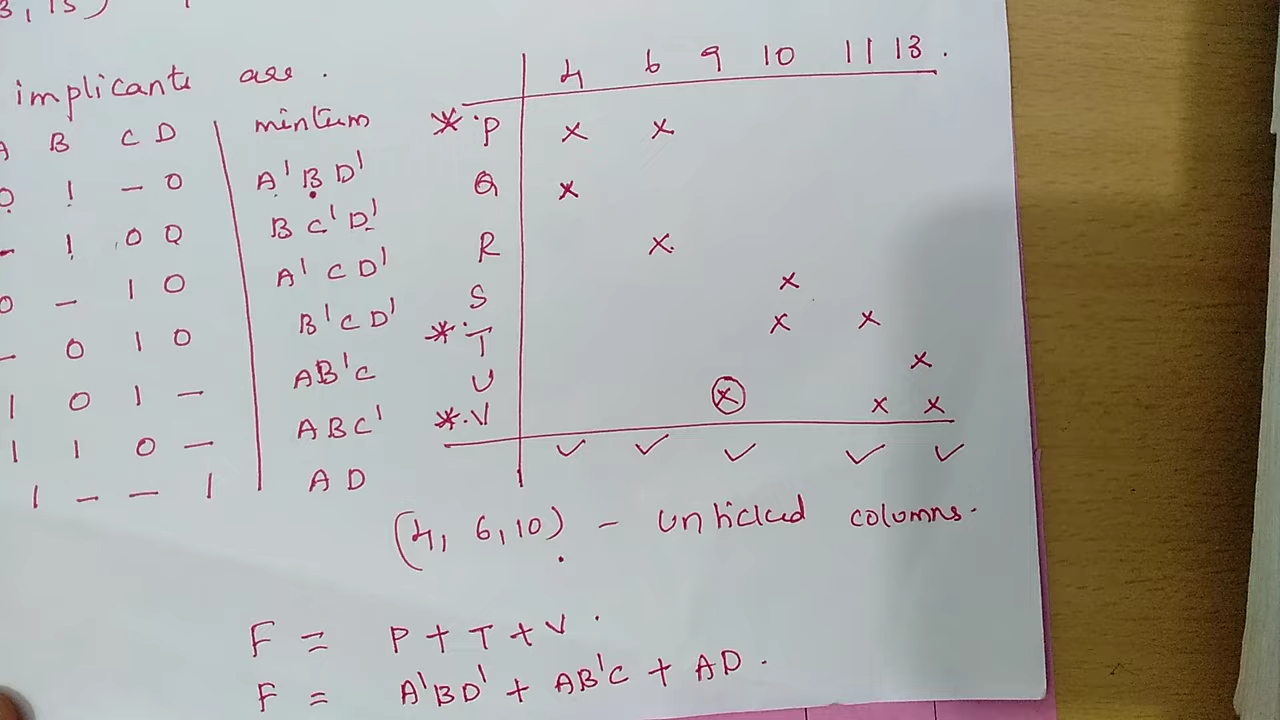 3, 15)
implicants are .
4 6 9 10 11 13 .
A B C D minterm * P x x
0 1 - 0 A'BD' Q x
- 1 0 0 BC'D' R x
0 - 1 0 A'CD' S x
- 0 1 0 B'CD' * T x x
1 0 1 - AB'C U x
1 1 0 - ABC' * V x x x
1 - - 1 AD ✓ ✓ ✓ ✓ ✓
(4, 6, 10) - Unticked columns.
F = P + T + V .
F = A'BD' + AB'C + AD .